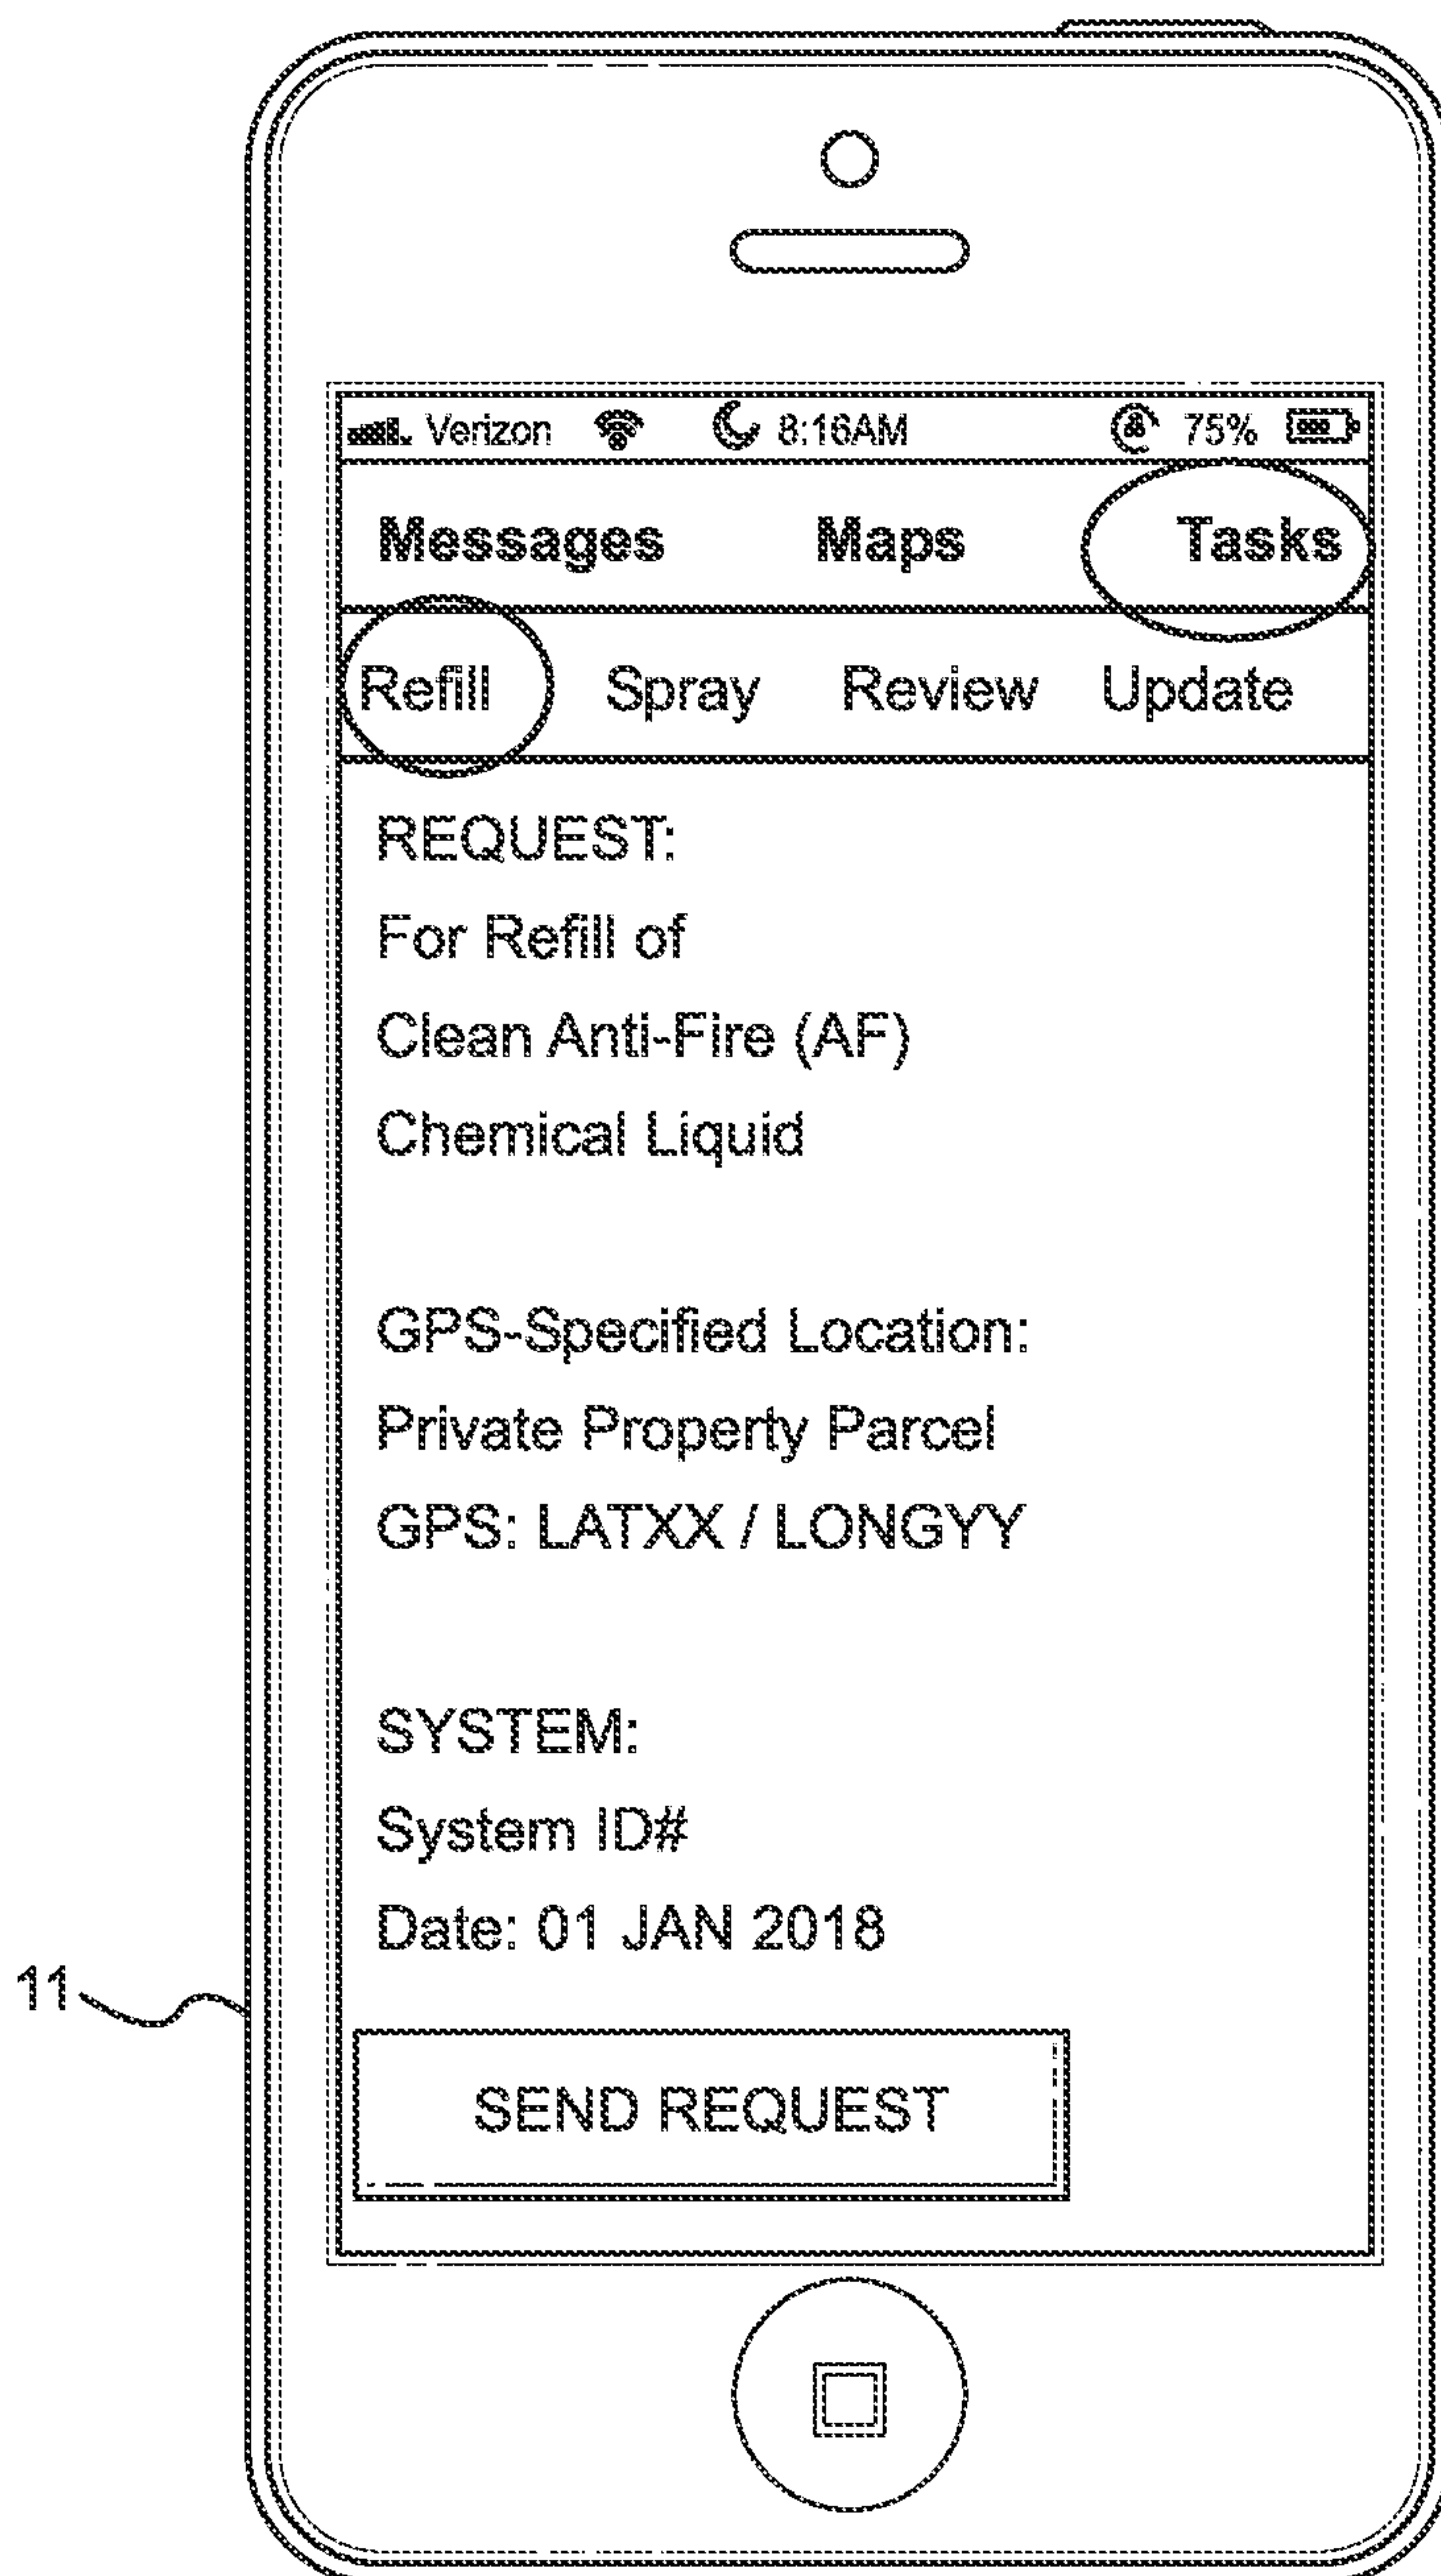 Verizon 8:16AM 75%
Messages Maps Tasks
Refill Spray Review Update
REQUEST:
For Refill of
Clean Anti-Fire (AF)
Chemical Liquid
GPS-Specified Location:
Private Property Parcel
GPS: LATXX / LONGYY
SYSTEM:
System ID#
Date: 01 JAN 2018
11
SEND REQUEST